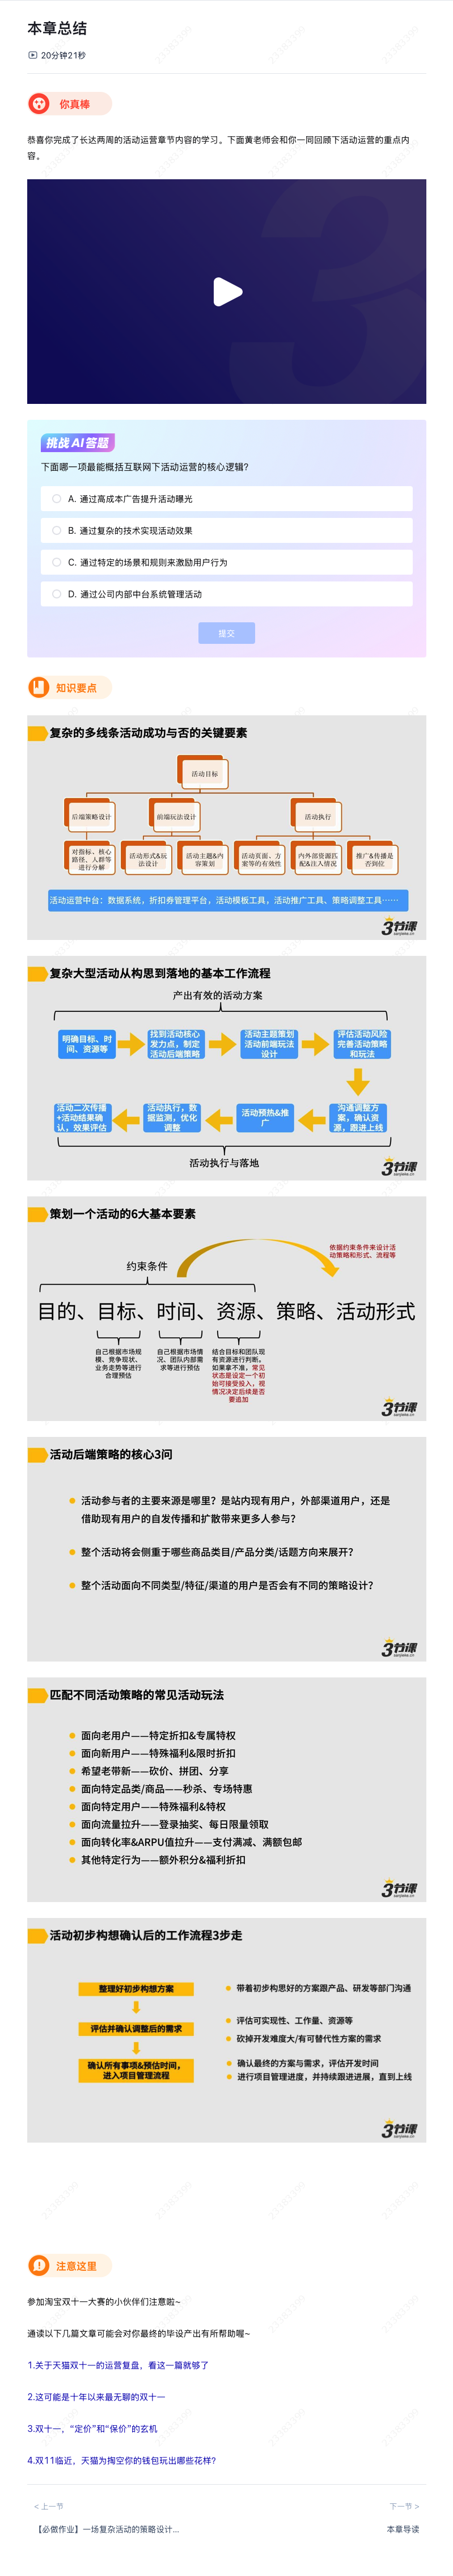 本章总结
20分钟21秒
你真棒
恭喜你完成了长达两周的活动运营章节内容的学习。下面黄老师会和你一同回顾下活动运营的重点内
容。
挑战AI答题
下面哪一项最能概括互联网下活动运营的核心逻辑?
A. 通过高成本广告提升活动曝光
B. 通过复杂的技术实现活动效果
C. 通过特定的场景和规则来激励用户行为
D. 通过公司内部中台系统管理活动
提交
知识要点
复杂的多线条活动成功与否的关键要素
活动目标
后端策略设计
前端玩法设计
活动执行
对指标、核心
路径，人群等
进行分解
活动形式&玩
法设计
活动主题&内
容策划
活动页面、方
案等的有效性
内外部资源匹
配&注入情况
推广&传播是
否到位
活动运营中台：数据系统，折扣券管理平台，活动模板工具，活动推广工具、策略调整工具······
3节课
sanjieke.cn
复杂大型活动从构思到落地的基本工作流程
产出有效的活动方案
明确目标、时
间、资源等
找到活动核心
发力点，制定
活动后端策略
活动主题策划
活动前端玩法
设计
评估活动风险
完善活动策略
和玩法
活动二次传播
+活动结果确
认，效果评估
活动执行，数
据监测，优化
调整
活动预热&推
广
沟通调整方
案，确认资
源，跟进上线
活动执行与落地
3节课
sanjieke.cn
策划一个活动的6大基本要素
依据约束条件来设计活
动策略和形式、流程等
约束条件
目的、目标、时间、资源、策略、活动形式
自己根据市场规
模、竞争现状、
业务走势等进行
合理预估
自己根据市场情
况、团队内部需
求等进行预估
结合目标和团队现
有资源进行判断。
如果拿不准，常见
状态是设定一个初
始可接受投入，视
情况决定后续是否
要追加
3节课
sanjieke.cn
活动后端策略的核心3问
活动参与者的主要来源是哪里？是站内现有用户，外部渠道用户，还是
借助现有用户的自发传播和扩散带来更多人参与?
整个活动将会侧重于哪些商品类目/产品分类/话题方向来展开?
整个活动面向不同类型/特征/渠道的用户是否会有不同的策略设计?
3节课
sanjieke.cn
匹配不同活动策略的常见活动玩法
面向老用户——特定折扣&专属特权
面向新用户——特殊福利&限时折扣
希望老带新——砍价、拼团、分享
面向特定品类/商品——秒杀、专场特惠
面向特定用户——特殊福利&特权
面向流量拉升——登录抽奖、每日限量领取
面向转化率&ARPU值拉升——支付满减、满额包邮
其他特定行为——额外积分&福利折扣
3节课
sanjieke.cn
活动初步构想确认后的工作流程3步走
整理好初步构想方案
带着初步构思好的方案跟产品、研发等部门沟通
评估并确认调整后的需求
评估可实现性、工作量、资源等
砍掉开发难度大/有可替代性方案的需求
确认所有事项&预估时间，
进入项目管理流程
确认最终的方案与需求，评估开发时间
进行项目管理进度，并持续跟进进展，直到上线
3节课
sanjieke.cn
注意这里
参加淘宝双十一大赛的小伙伴们注意啦~
通读以下几篇文章可能会对你最终的毕设产出有所帮助喔~
1.关于天猫双十一的运营复盘，看这一篇就够了
2.这可能是十年以来最无聊的双十一
3.双十一，“定价”和“保价”的玄机
4.双11临近，天猫为掏空你的钱包玩出哪些花样?
< 上一节
下一节 >
【必做作业】一场复杂活动的策略设计...
本章导读